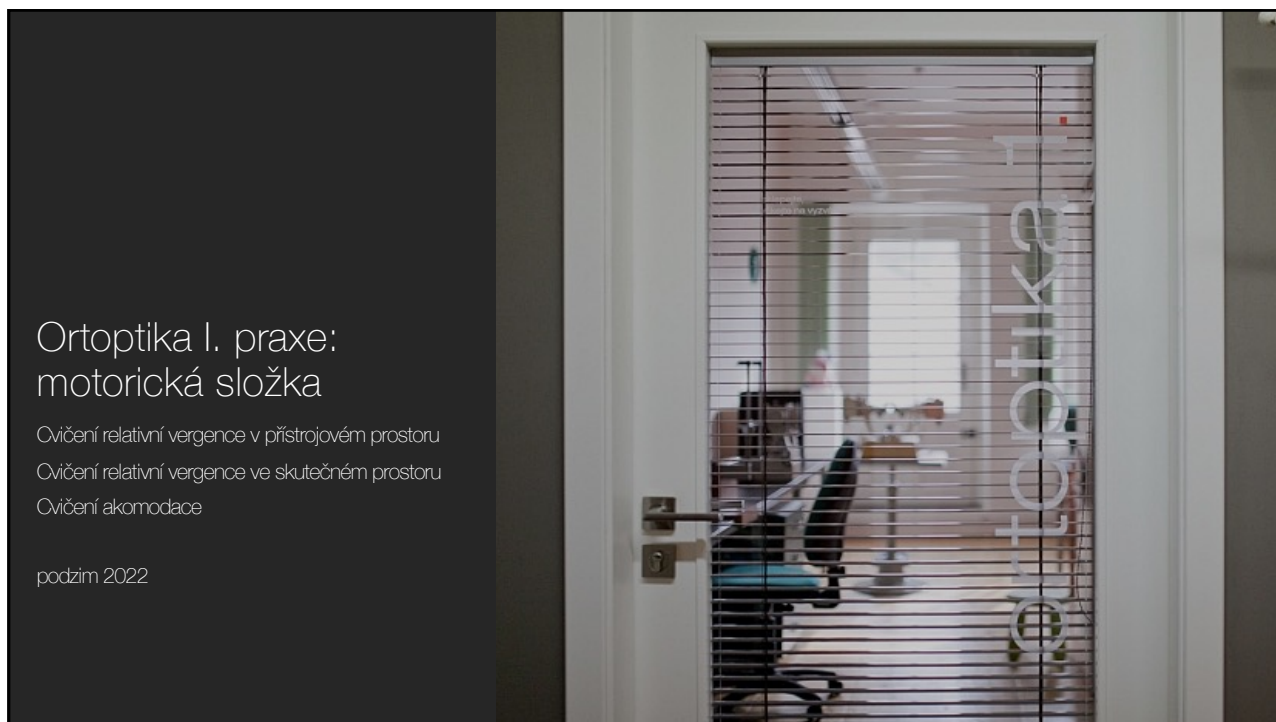 Ortoptika I. praxe:
motorická složka
Cvičení relativní vergence v přístrojovém prostoru
Cvičení relativní vergence ve skutečném prostoru
Cvičení akomodace
podzim 2022
ortoptika 1.